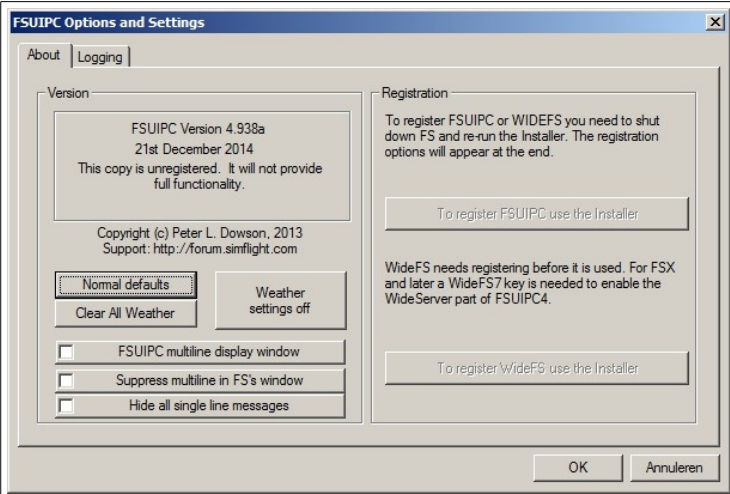 FSUIPC Options and Settings
About
Logging
Version
FSUIPC Version 4.938a
21st December 2014
This copy is unregistered. It will not provide
full functionality.
Copyright (c) Peter L. Dowson, 2013
Support: http://forum.simflight.com
Normal defaults
Clear All Weather
Weather
settings off
FSUIPC multiline display window
Suppress multiline in FS's window
Hide all single line messages
Registration
To register FSUIPC or WIDEFS you need to shut
down FS and re-run the Installer. The registration
options will appear at the end.
To register FSUIPC use the Installer
WideFS needs registering before it is used. For FSX
and later a WideFS7 key is needed to enable the
WideServer part of FSUIPC4.
To register WideFS use the Installer
OK
Annuleren